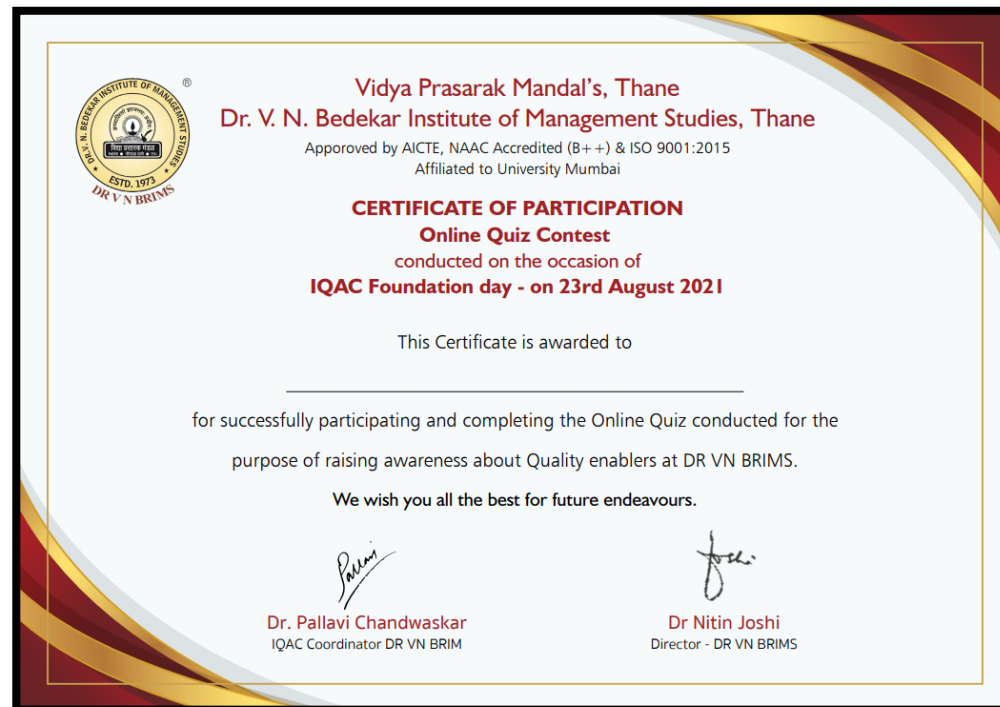 DR. V. N. BEDEKAR INSTITUTE OF MANAGEMENT STUDIES
विद्या प्रसारक मंडळ
ESTD. 1973
DR V N BRIMS
®
Vidya Prasarak Mandal's, Thane
Dr. V. N. Bedekar Institute of Management Studies, Thane
Apporoved by AICTE, NAAC Accredited (B++) & ISO 9001:2015
Affiliated to University Mumbai
CERTIFICATE OF PARTICIPATION
Online Quiz Contest
conducted on the occasion of
IQAC Foundation day - on 23rd August 2021
This Certificate is awarded to
for successfully participating and completing the Online Quiz conducted for the
purpose of raising awareness about Quality enablers at DR VN BRIMS.
We wish you all the best for future endeavours.
Pallavi
Joshi
Dr. Pallavi Chandwaskar
Dr Nitin Joshi
IQAC Coordinator DR VN BRIM
Director - DR VN BRIMS